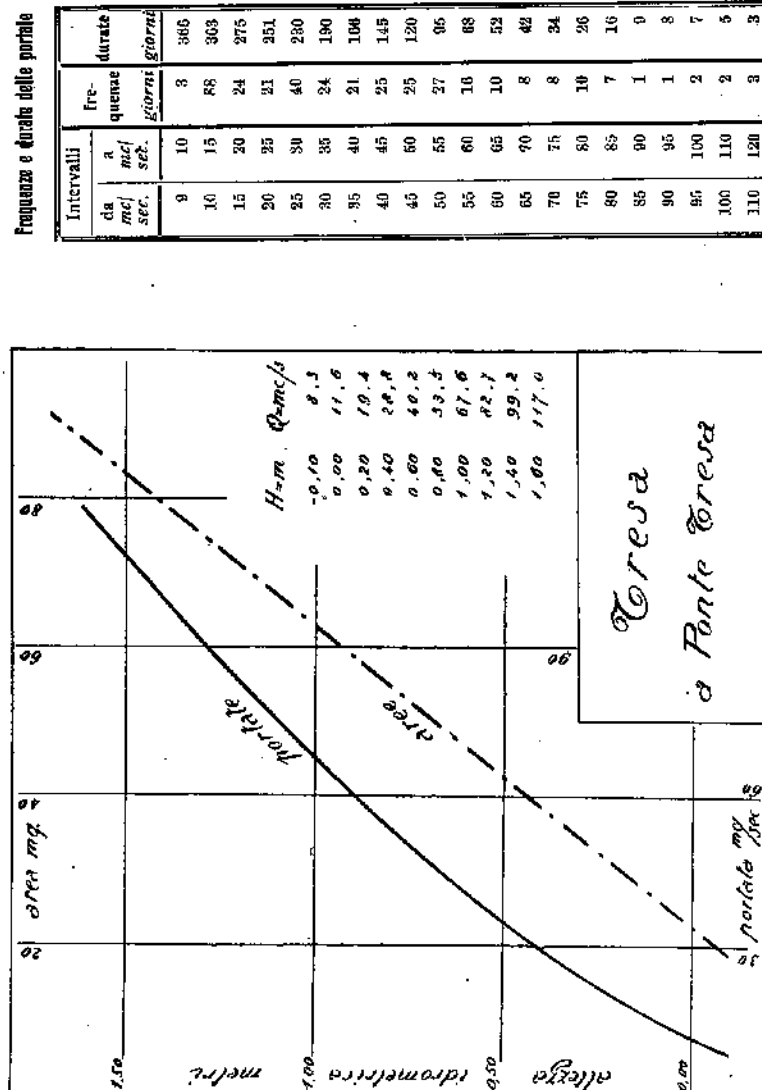 area mq.
20
40
60
80
1,50
metri
1,00
idrometrica
0,50
altezza
0,00
portate
aree
30
60
90
portata mq/sec
H=m. Q=mc/s
-0,10 8,3
0,00 11,6
0,20 19,4
0,40 28,8
0,60 40,2
0,80 53,5
1,00 67,6
1,20 82,7
1,40 99,2
1,60 117,0
Tresa
a Ponte Tresa
Frequenze e durate delle portate
Intervalli
Fre-
quenze
giorni
durate
giorni
da
mc/
sec.
a
mc/
sec.
9 10 3 366
10 15 88 363
15 20 24 275
20 25 21 251
25 30 40 230
30 35 24 190
35 40 21 166
40 45 25 145
45 50 25 120
50 55 27 95
55 60 16 68
60 65 10 52
65 70 8 42
70 75 8 34
75 80 10 26
80 85 7 16
85 90 1 9
90 95 1 8
95 100 2 7
100 110 2 5
110 120 3 3